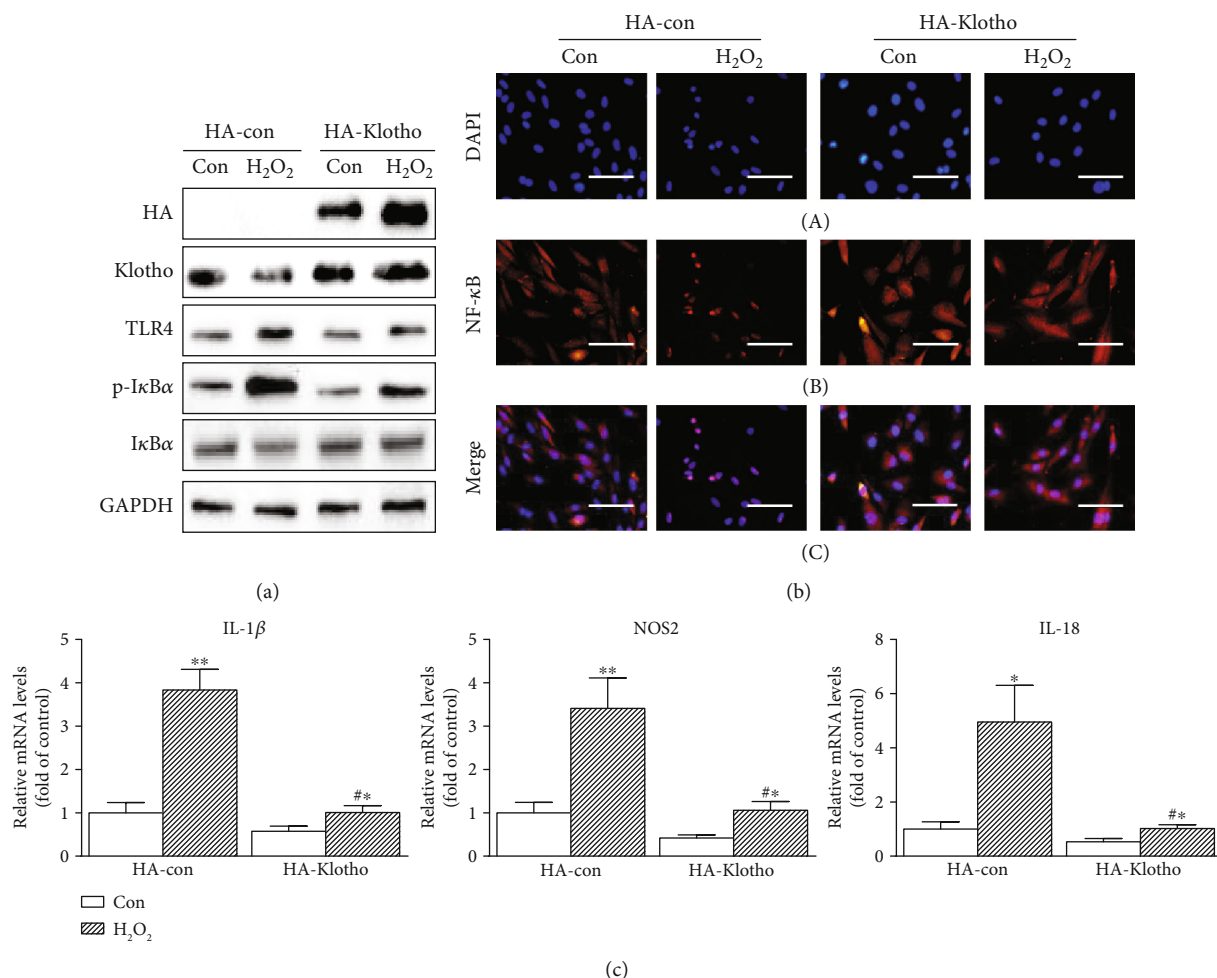 HA-con HA-Klotho
Con H₂O₂ Con H₂O₂
HA
Klotho
TLR4
p-IκBα
IκBα
GAPDH
(a)
HA-con HA-Klotho
Con H₂O₂ Con H₂O₂
DAPI
(A)
NF-κB
(B)
Merge
(C)
(b)
IL-1β
Relative mRNA levels
(fold of control)
5
4
3
2
1
0
**
#*
HA-con HA-Klotho
NOS2
Relative mRNA levels
(fold of control)
5
4
3
2
1
0
**
#*
HA-con HA-Klotho
IL-18
Relative mRNA levels
(fold of control)
8
6
4
2
0
*
#*
HA-con HA-Klotho
Con
H₂O₂
(c)